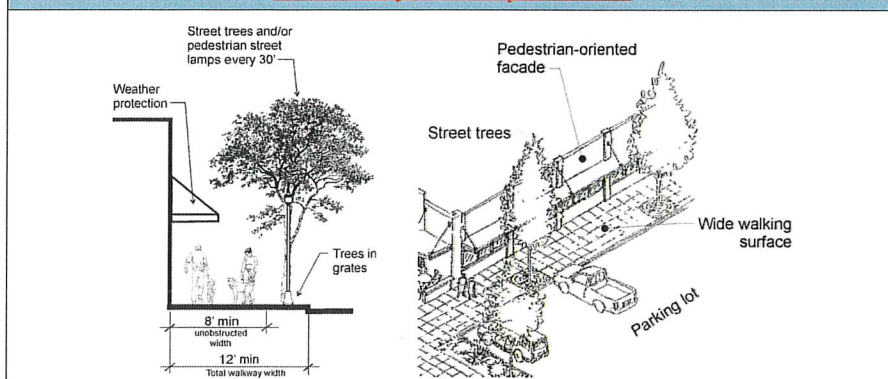 Street trees and/or
pedestrian street
lamps every 30'
Weather
protection
Trees in
grates
8' min
unobstructed
width
12' min
Total walkway width
Pedestrian-oriented
facade
Street trees
Wide walking
surface
Parking lot